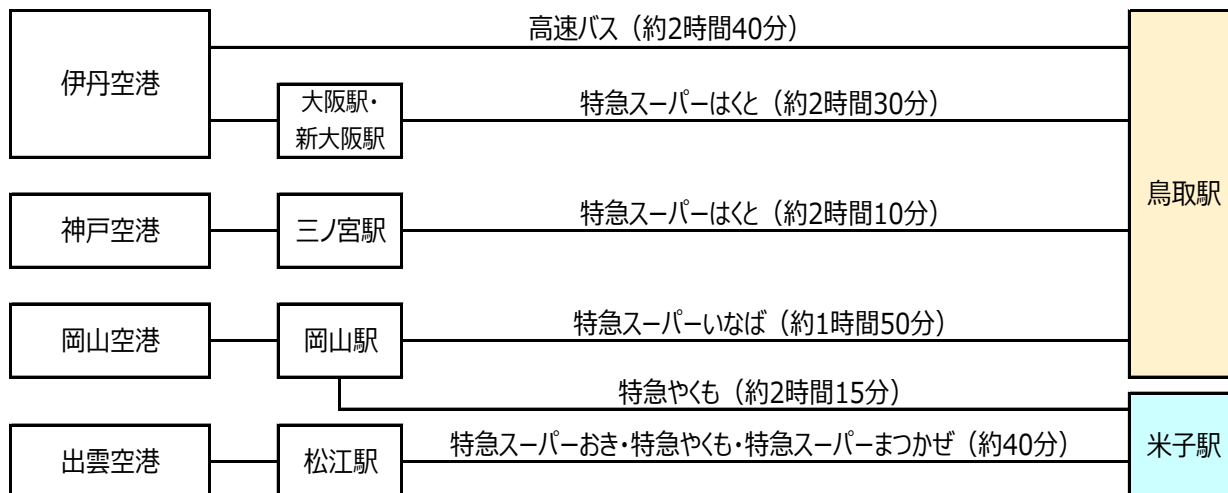 高速バス（約2時間40分）
伊丹空港
大阪駅・
新大阪駅
特急スーパーはくと（約2時間30分）
鳥取駅
神戸空港
三ノ宮駅
特急スーパーはくと（約2時間10分）
岡山空港
岡山駅
特急スーパーいなば（約1時間50分）
特急やくも（約2時間15分）
出雲空港
松江駅
特急スーパーおき・特急やくも・特急スーパーまつかぜ（約40分）
米子駅